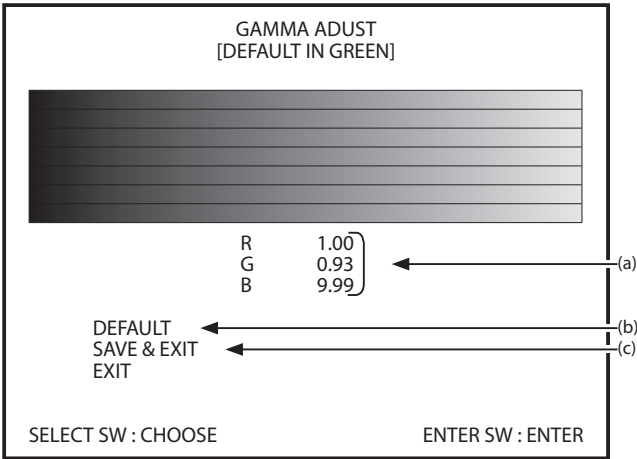 GAMMA ADUST
[DEFAULT IN GREEN]
R 1.00
G 0.93
B 9.99
(a)
DEFAULT
(b)
SAVE & EXIT
(c)
EXIT
SELECT SW : CHOOSE
ENTER SW : ENTER